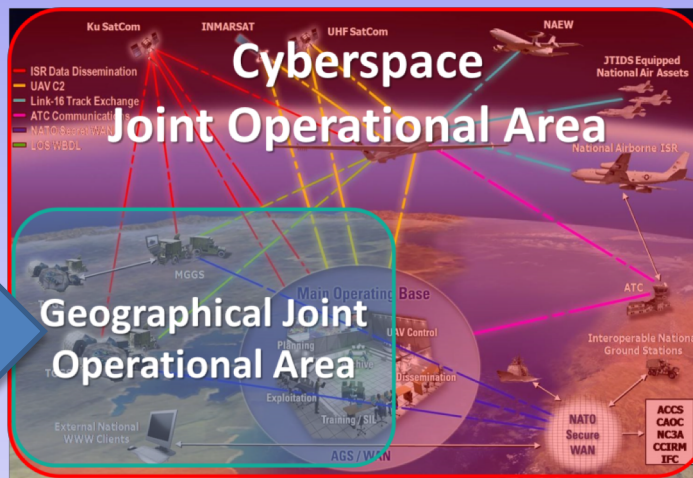 Ku SatCom
INMARSAT
UHF SatCom
NAEW
JTIDS Equipped
National Air Assets
Cyberspace
Joint Operational Area
ISR Data Dissemination
UAV C2
Link-16 Track Exchange
ATC Communications
NATO Secret WAN
LOS WBDL
National Airborne ISR
MGGS
Main Operating Base
ATC
Geographical Joint
Operational Area
UAV Control
Planning
Dissemination
Exploitation
Training / SIL
Interoperable National
Ground Stations
External National
WWW Clients
AGS / WAN
NATO
Secure
WAN
ACCS
CAOC
NC3A
CCIRM
IFC